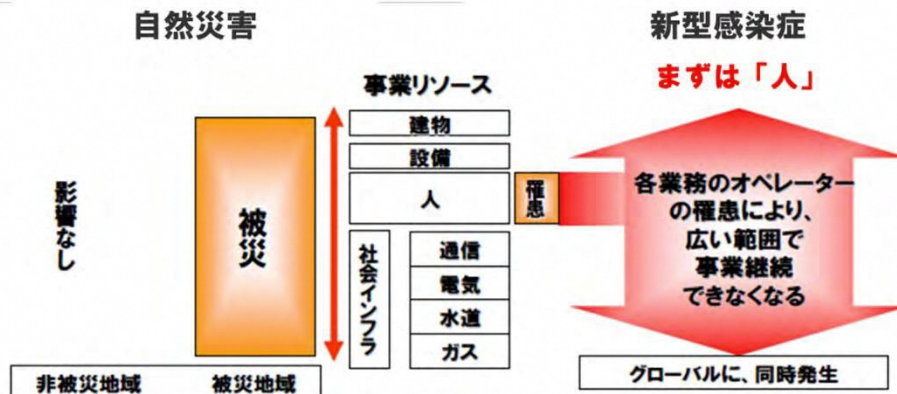 自然災害
新型感染症
まずは「人」
事業リソース
建物
設備
人
罹患
影響なし
被災
社会インフラ
通信
電気
水道
ガス
各業務のオペレーター
の罹患により、
広い範囲で
事業継続
できなくなる
非被災地域
被災地域
グローバルに、同時発生